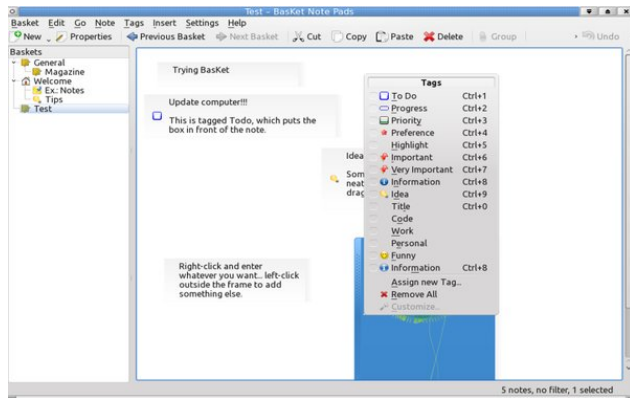 Test – BasKet Note Pads
Basket Edit Go Note Tags Insert Settings Help
New Properties Previous Basket Next Basket Cut Copy Paste Delete Group Undo
Baskets
General
Magazine
Welcome
Ex.: Notes
Tips
Test
Trying BasKet
Update computer!!!
This is tagged Todo, which puts the
box in front of the note.
Idea
Som
neat
drag
Right-click and enter
whatever you want.. left-click
outside the frame to add
something else.
Tags
To Do Ctrl+1
Progress Ctrl+2
Priority Ctrl+3
Preference Ctrl+4
Highlight Ctrl+5
Important Ctrl+6
Very Important Ctrl+7
Information Ctrl+8
Idea Ctrl+9
Title Ctrl+0
Code
Work
Personal
Funny
Information Ctrl+8
Assign new Tag..
Remove All
Customize..
5 notes, no filter, 1 selected